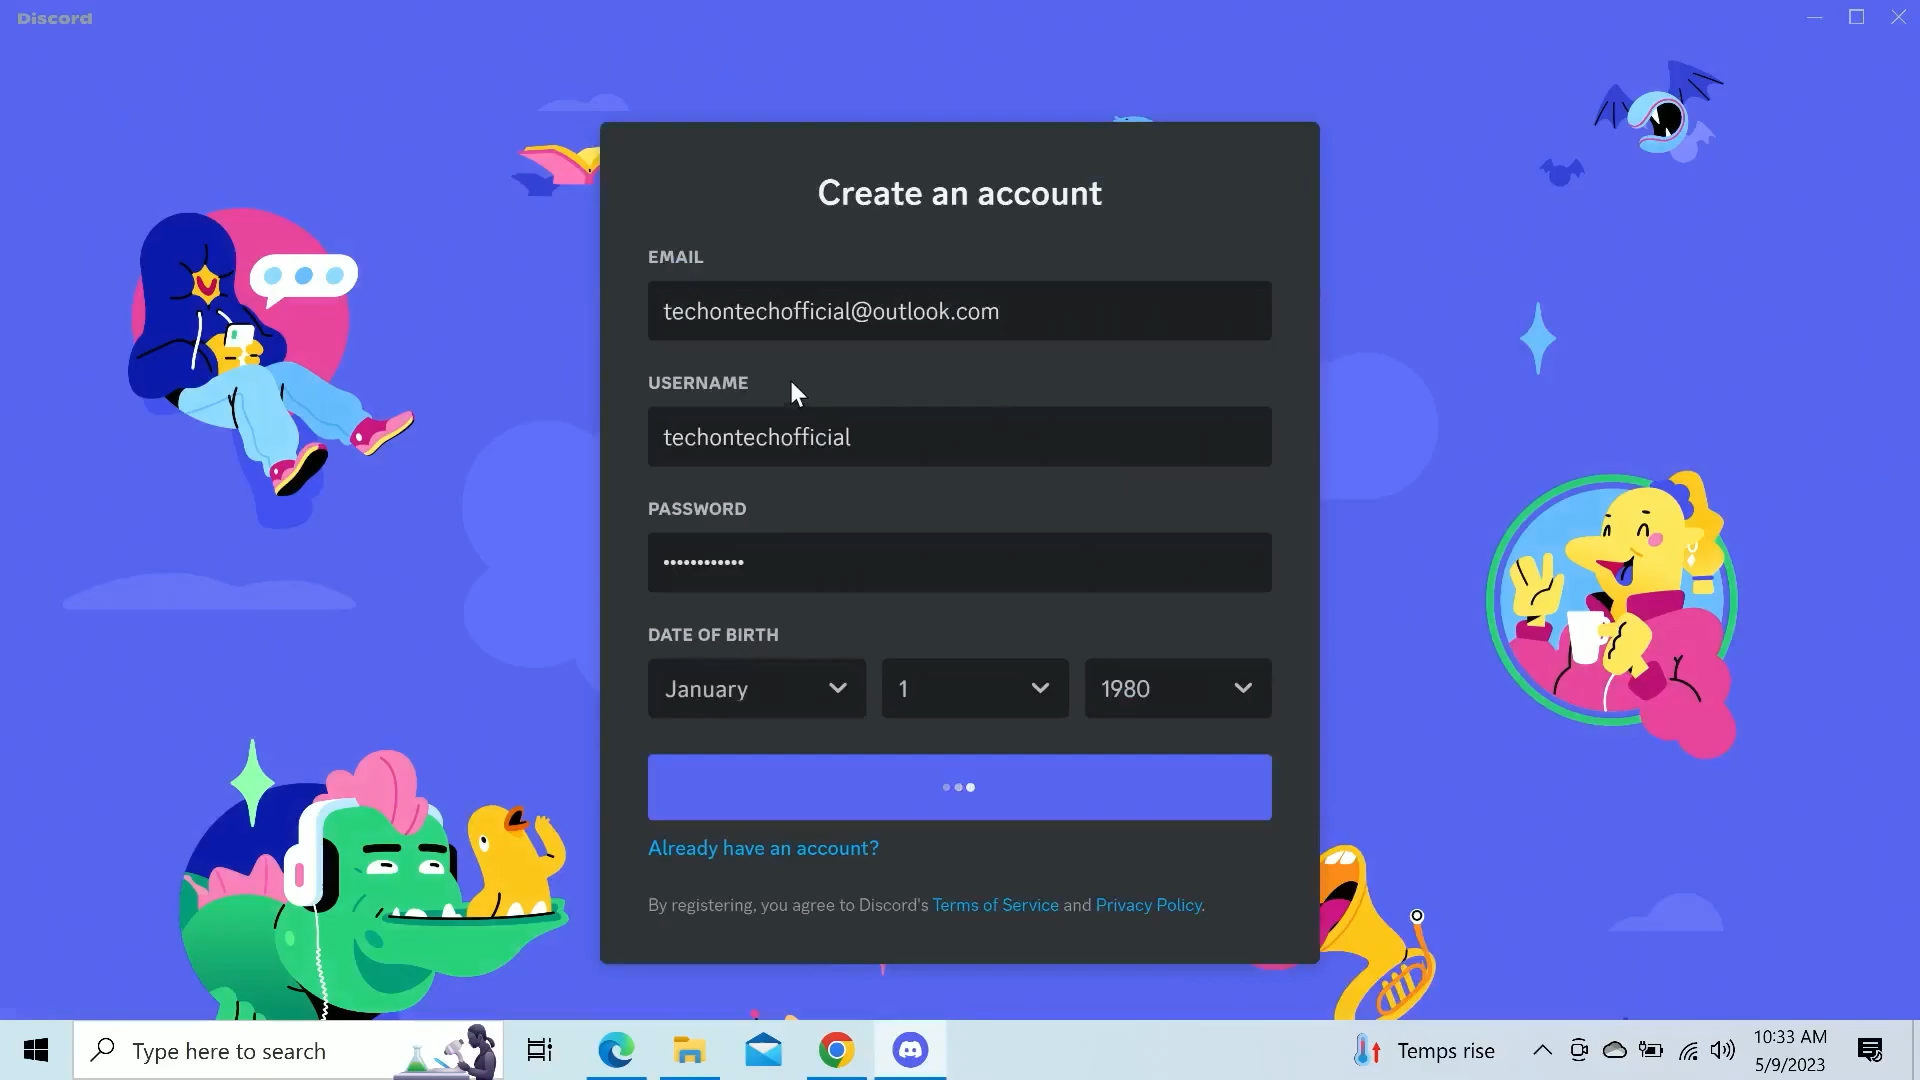 Discord
Create an account
EMAIL
techontechofficial@outlook.com
USERNAME
techontechofficial
PASSWORD
••••••••••••
DATE OF BIRTH
January 1 1980
Already have an account?
By registering, you agree to Discord's Terms of Service and Privacy Policy.
Type here to search
Temps rise
10:33 AM
5/9/2023